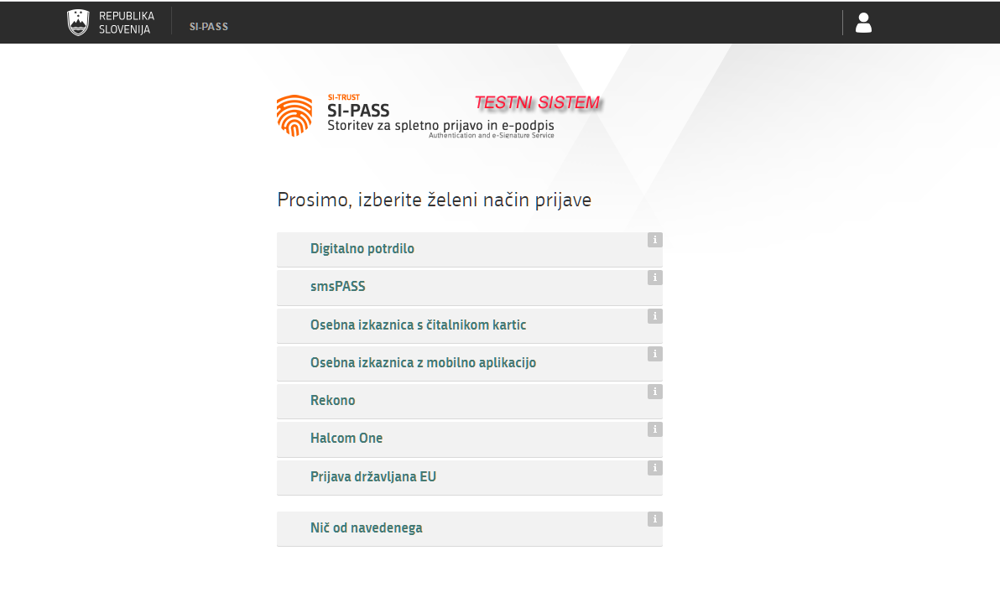 REPUBLIKA
SLOVENIJA
SI-PASS
SI-TRUST
SI-PASS
TESTNI SISTEM
Storitev za spletno prijavo in e-podpis
Authentication and e-Signature Service
Prosimo, izberite želeni način prijave
Digitalno potrdilo
i
smsPASS
i
Osebna izkaznica s čitalnikom kartic
i
Osebna izkaznica z mobilno aplikacijo
i
Rekono
i
Halcom One
i
Prijava državljana EU
i
Nič od navedenega
i